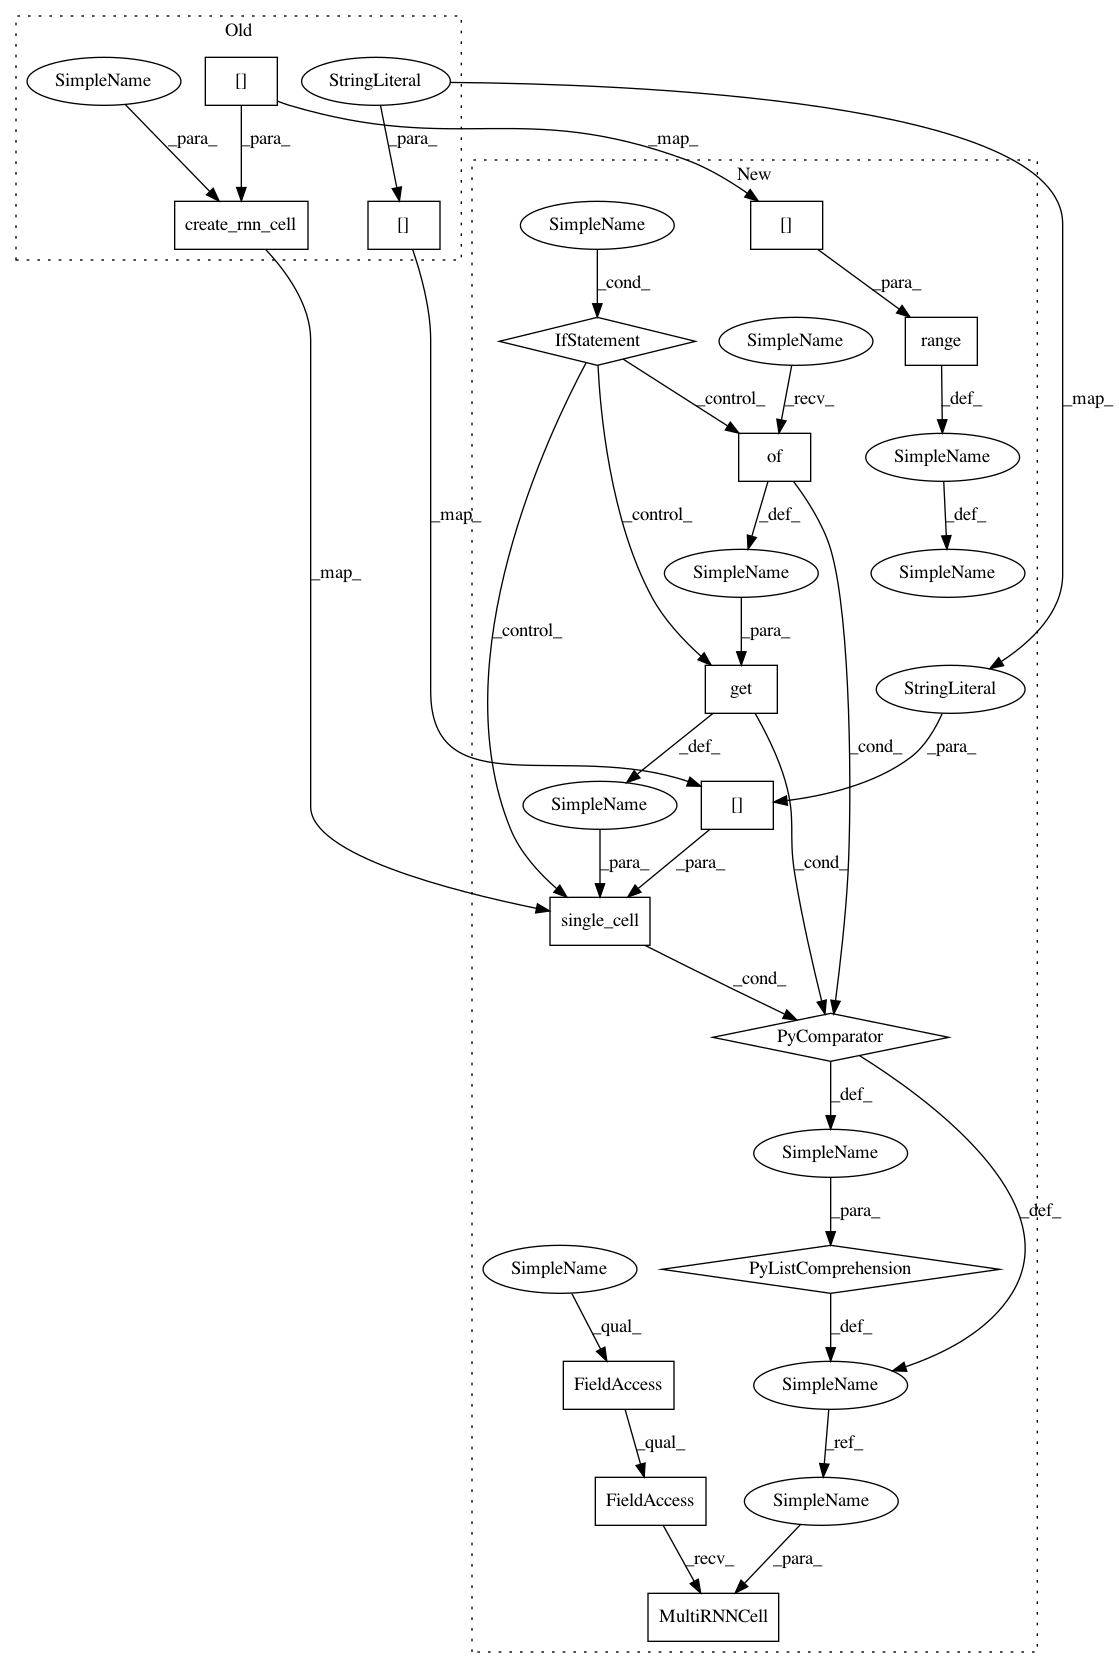 Old
SimpleName
[]
StringLiteral
_para_
_para_
_para_
_map_
New
create_rnn_cell
[]
SimpleName
[]
_cond_
_para_
IfStatement
SimpleName
range
_control_
_recv_
_def_
_map_
of
SimpleName
_map_
_control_
_def_
_def_
_map_
SimpleName
SimpleName
_control_
_para_
get
StringLiteral
_def_
_cond_
_para_
SimpleName
[]
_para_
_para_
_cond_
single_cell
_cond_
PyComparator
_def_
SimpleName
_para_
_def_
SimpleName
PyListComprehension
_qual_
_def_
FieldAccess
SimpleName
_qual_
_ref_
FieldAccess
SimpleName
_recv_
_para_
MultiRNNCell